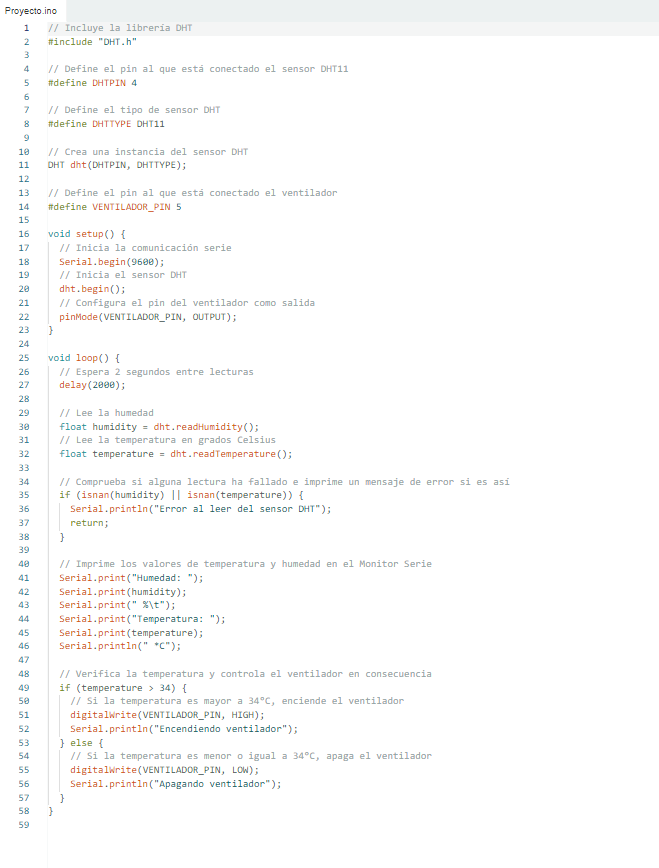 Proyecto.ino
1 // Incluye la librería DHT
2 #include "DHT.h"
3
4 // Define el pin al que está conectado el sensor DHT11
5 #define DHTPIN 4
6
7 // Define el tipo de sensor DHT
8 #define DHTTYPE DHT11
9
10 // Crea una instancia del sensor DHT
11 DHT dht(DHTPIN, DHTTYPE);
12
13 // Define el pin al que está conectado el ventilador
14 #define VENTILADOR_PIN 5
15
16 void setup() {
17   // Inicia la comunicación serie
18   Serial.begin(9600);
19   // Inicia el sensor DHT
20   dht.begin();
21   // Configura el pin del ventilador como salida
22   pinMode(VENTILADOR_PIN, OUTPUT);
23 }
24
25 void loop() {
26   // Espera 2 segundos entre lecturas
27   delay(2000);
28
29   // Lee la humedad
30   float humidity = dht.readHumidity();
31   // Lee la temperatura en grados Celsius
32   float temperature = dht.readTemperature();
33
34   // Comprueba si alguna lectura ha fallado e imprime un mensaje de error si es así
35   if (isnan(humidity) || isnan(temperature)) {
36     Serial.println("Error al leer del sensor DHT");
37     return;
38   }
39
40   // Imprime los valores de temperatura y humedad en el Monitor Serie
41   Serial.print("Humedad: ");
42   Serial.print(humidity);
43   Serial.print(" %\t");
44   Serial.print("Temperatura: ");
45   Serial.print(temperature);
46   Serial.println(" *C");
47
48   // Verifica la temperatura y controla el ventilador en consecuencia
49   if (temperature > 34) {
50     // Si la temperatura es mayor a 34°C, enciende el ventilador
51     digitalWrite(VENTILADOR_PIN, HIGH);
52     Serial.println("Encendiendo ventilador");
53   } else {
54     // Si la temperatura es menor o igual a 34°C, apaga el ventilador
55     digitalWrite(VENTILADOR_PIN, LOW);
56     Serial.println("Apagando ventilador");
57   }
58 }
59